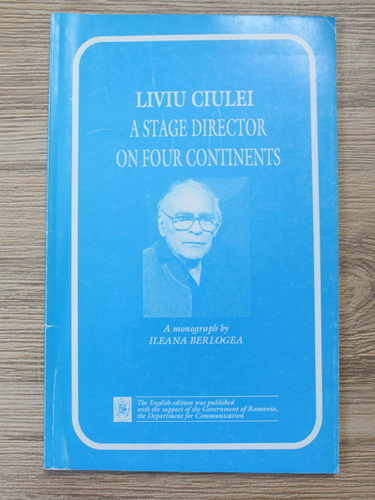 LIVIU CIULEI
A STAGE DIRECTOR
ON FOUR CONTINENTS
A monograph by
ILEANA BERLOGEA
The English edition was published
with the support of the Government of Romania,
the Department for Communication